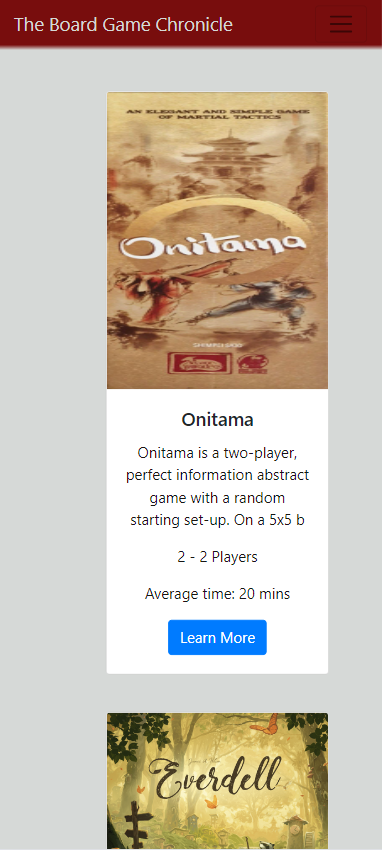 The Board Game Chronicle
AN ELEGANT AND SIMPLE GAME
OF MARTIAL TACTICS
Onitama
Onitama
Onitama is a two-player,
perfect information abstract
game with a random
starting set-up. On a 5x5 b
2 - 2 Players
Average time: 20 mins
Learn More
Everdell